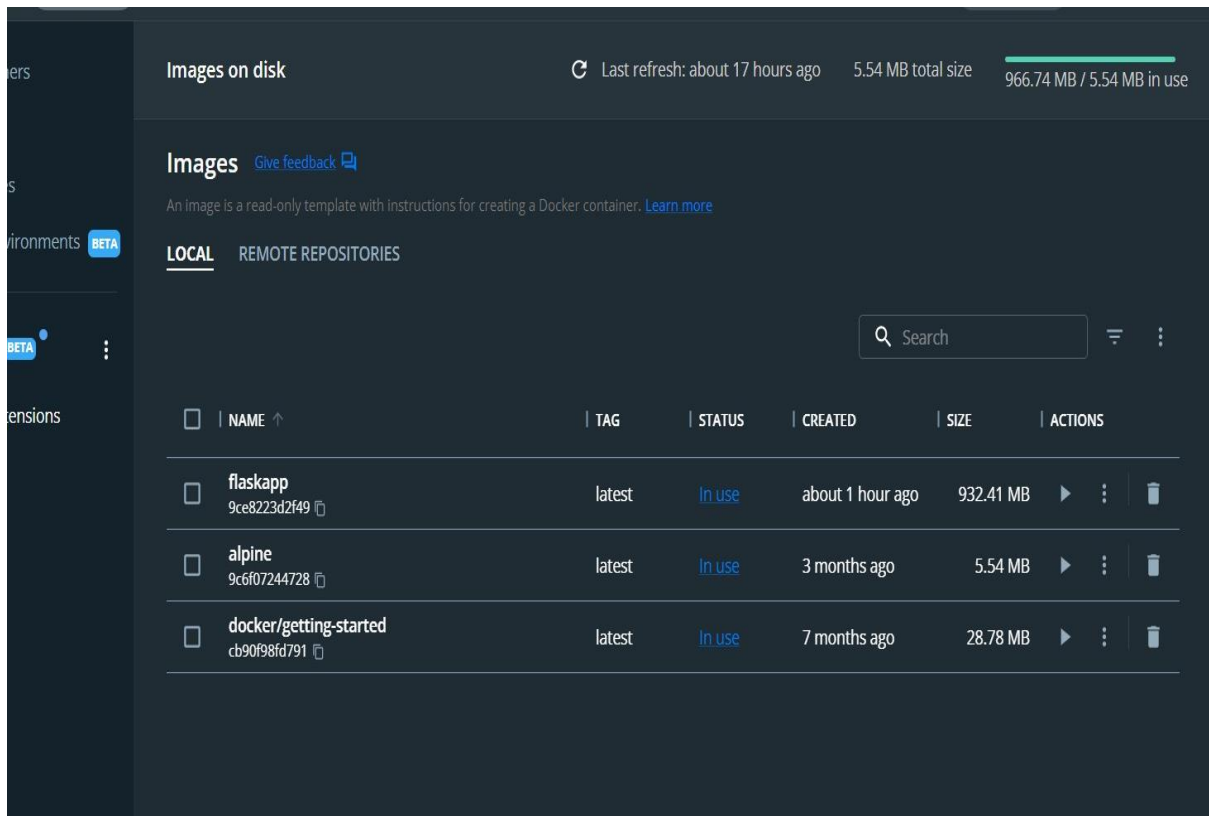 Images on disk
Last refresh: about 17 hours ago
5.54 MB total size
966.74 MB / 5.54 MB in use
ners
s
vironments BETA
BETA
tensions
Images Give feedback
An image is a read-only template with instructions for creating a Docker container. Learn more
LOCAL REMOTE REPOSITORIES
Search
NAME TAG STATUS CREATED SIZE ACTIONS
flaskapp latest In use about 1 hour ago 932.41 MB
9ce8223d2f49
alpine latest In use 3 months ago 5.54 MB
9c6f07244728
docker/getting-started latest In use 7 months ago 28.78 MB
cb90f98fd791